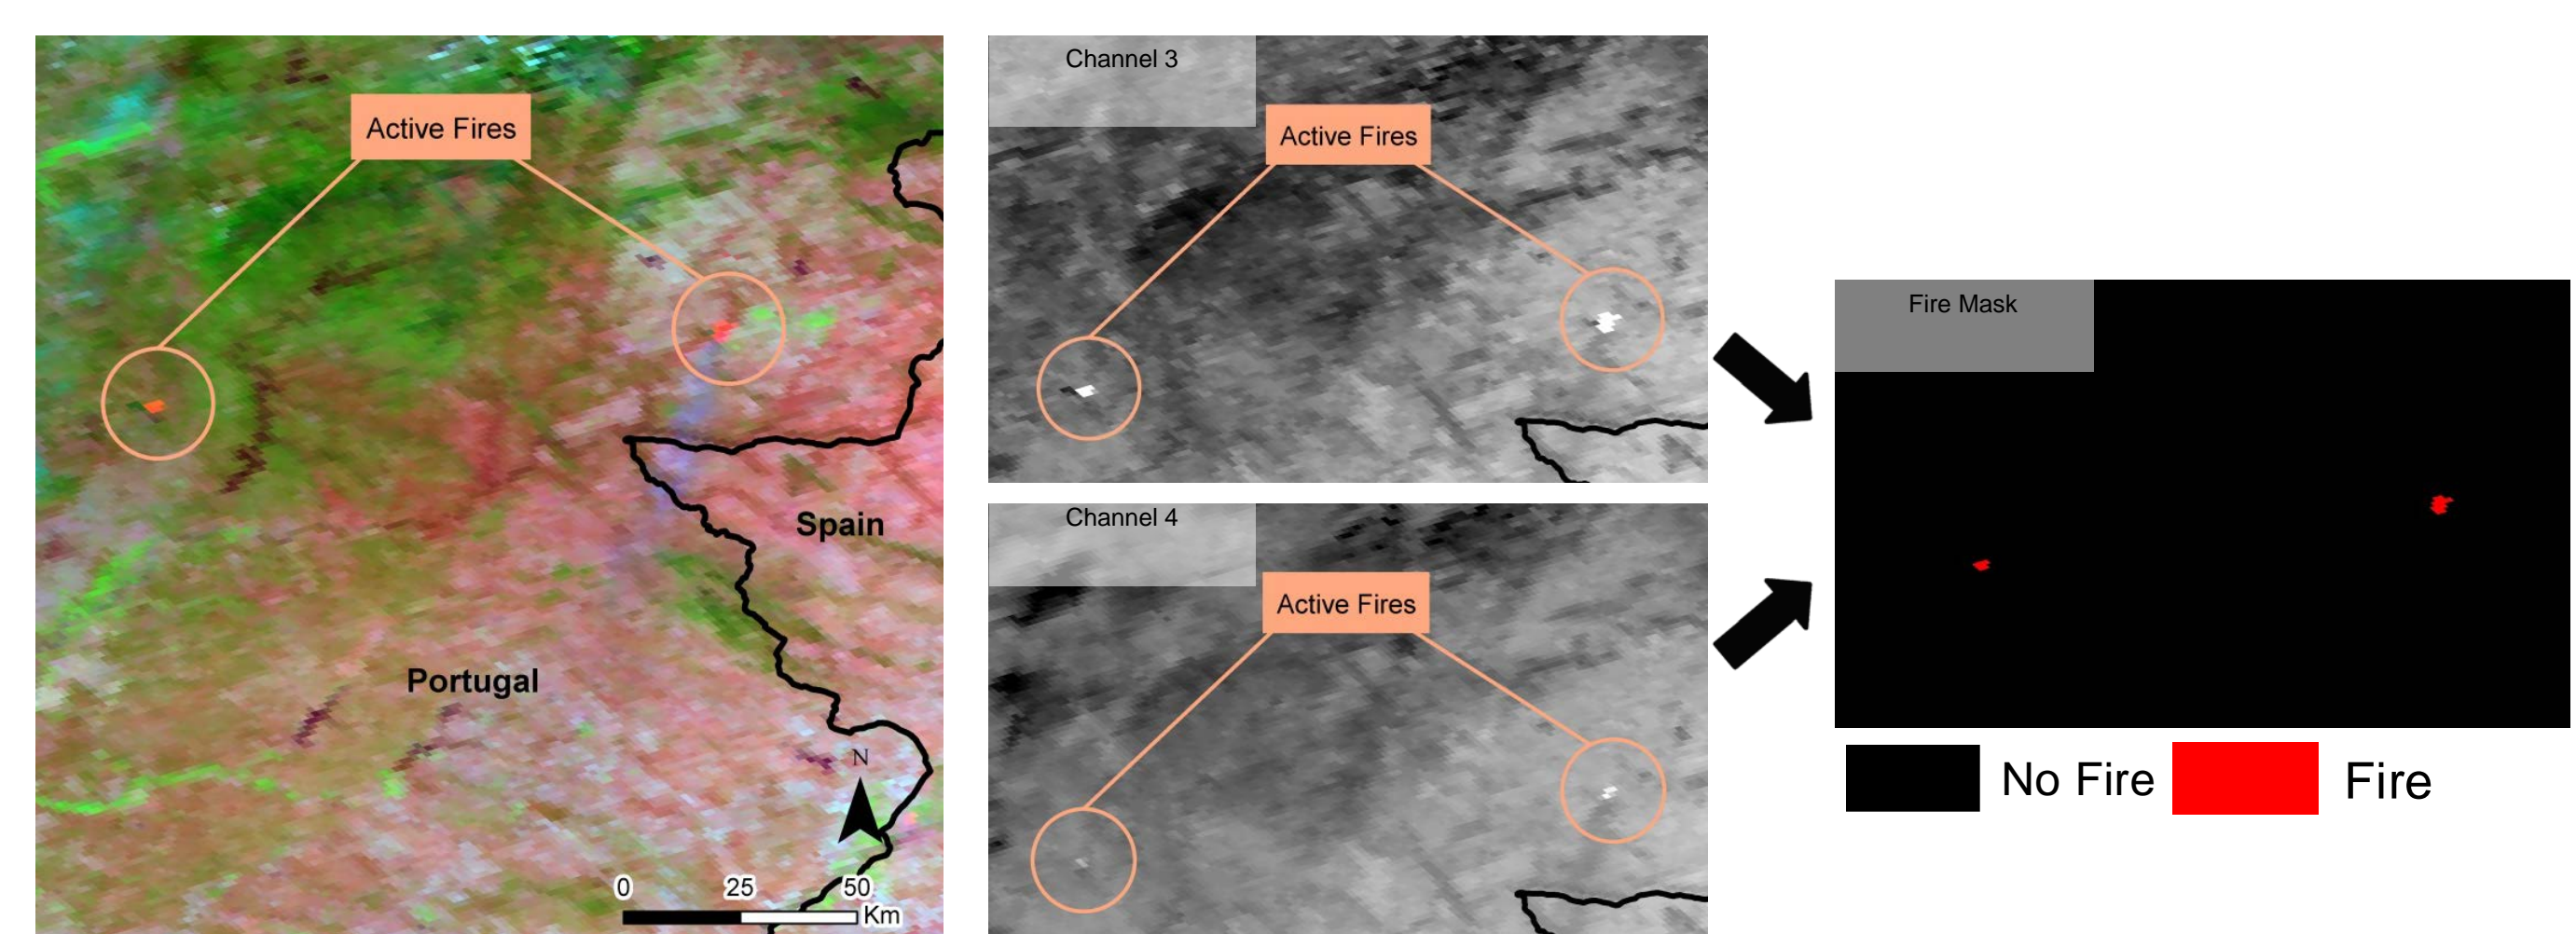 Active Fires
Spain
Portugal
N
0 25 50
Km
Channel 3
Active Fires
Channel 4
Active Fires
Fire Mask
No Fire
Fire